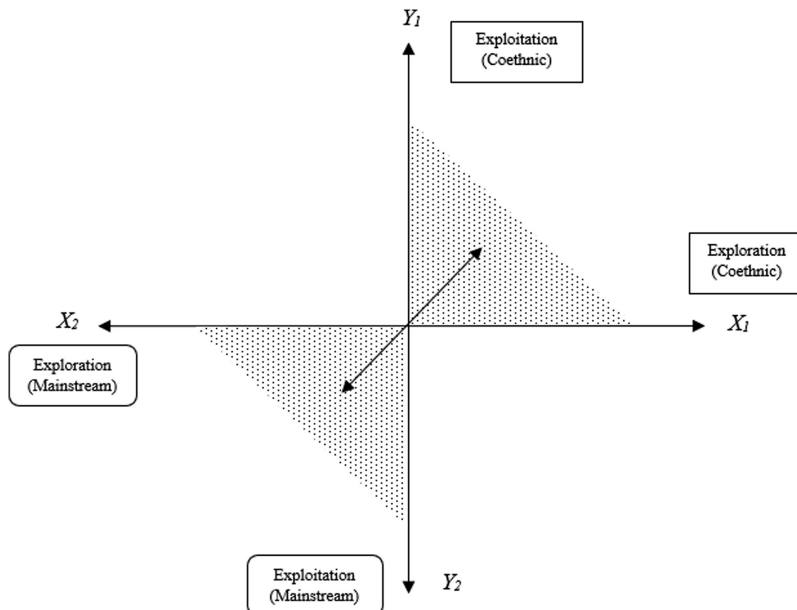 Y1
Exploitation
(Coethnic)
Exploration
(Coethnic)
X2
X1
Exploration
(Mainstream)
Exploitation
(Mainstream)
Y2